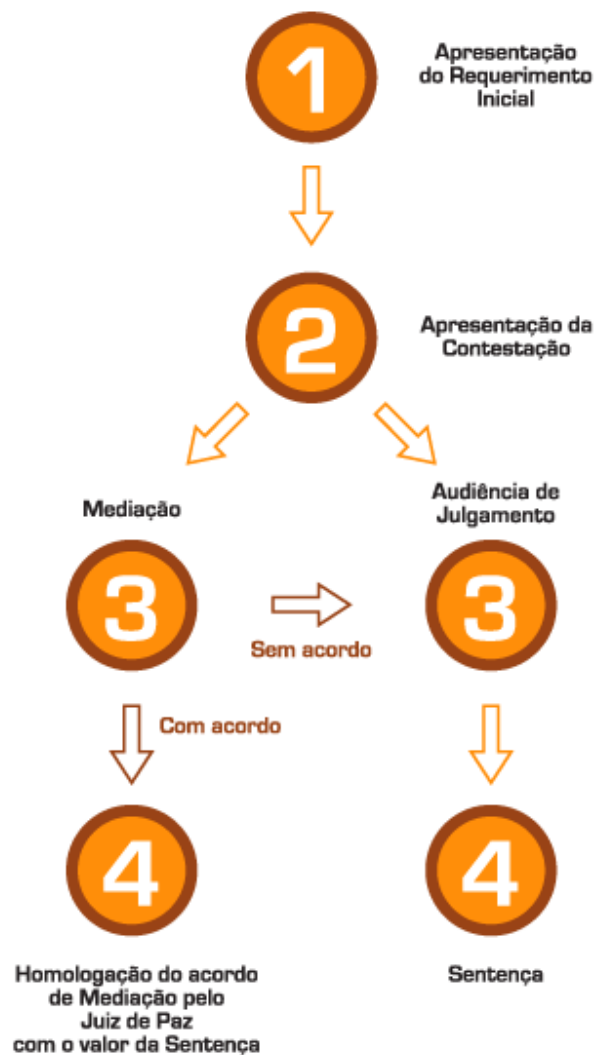 1
Apresentação
do Requerimento
Inicial
2
Apresentação da
Contestação
Mediação
Audiência de
Julgamento
3
Sem acordo
3
Com acordo
4
4
Homologação do acordo
de Mediação pelo
Juiz de Paz
com o valor da Sentença
Sentença